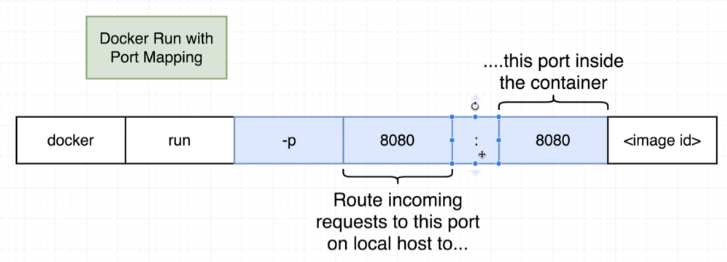 Docker Run with
Port Mapping
....this port inside
the container
docker run -p 8080 : 8080 <image id>
Route incoming
requests to this port
on local host to...